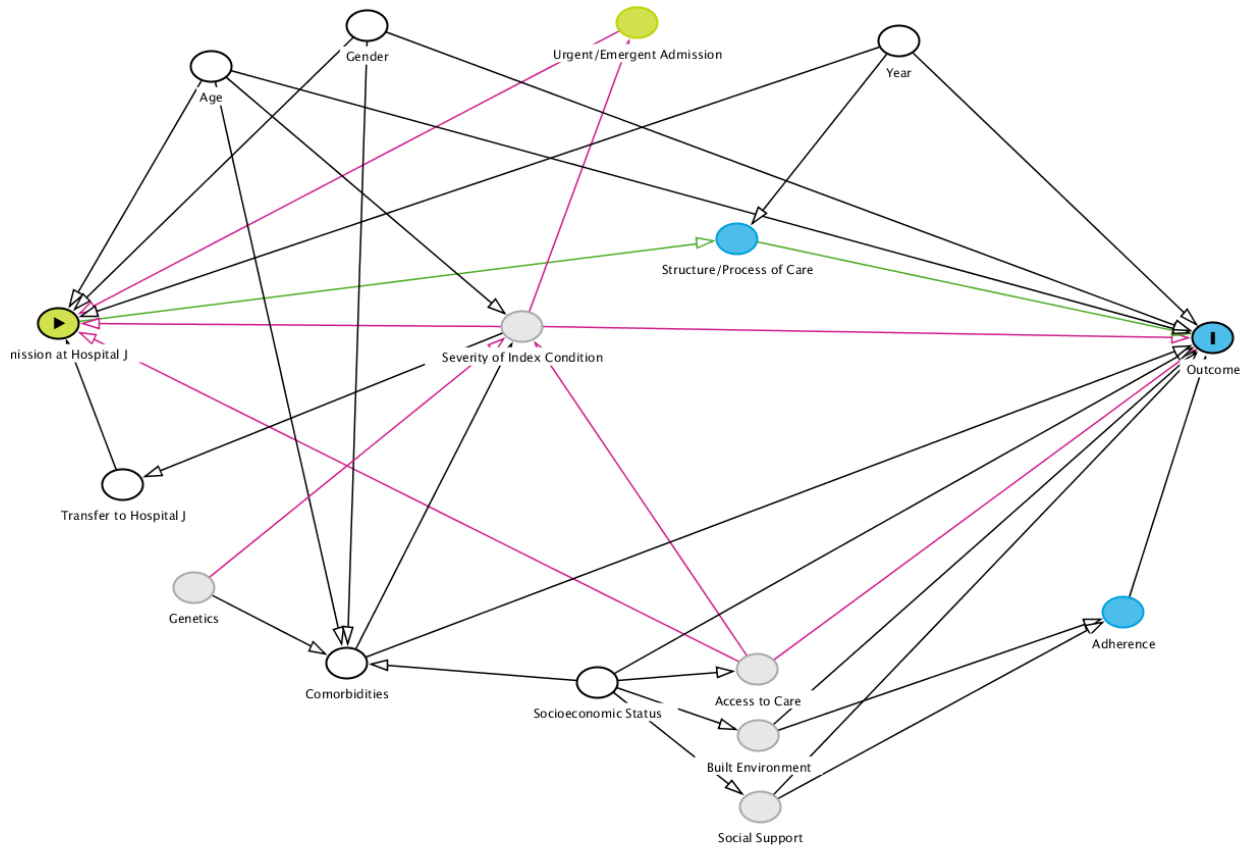 Gender
Urgent/Emergent Admission
Year
Age
Structure/Process of Care
nission at Hospital J
Severity of Index Condition
Outcome
Transfer to Hospital J
Genetics
Adherence
Comorbidities
Access to Care
Socioeconomic Status
Built Environment
Social Support